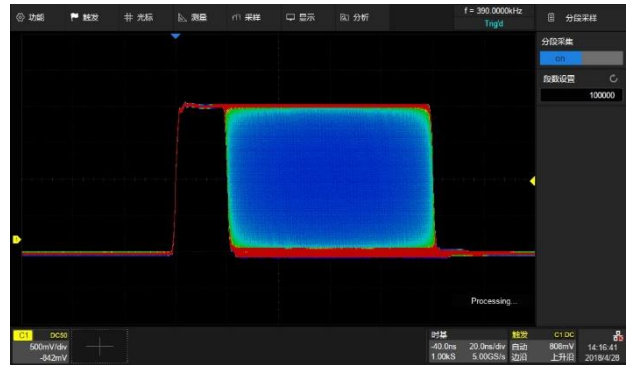 功能 触发 光标 测量 采样 显示 分析 f = 390.0000kHz 分段采样
Trig'd
分段采集
on
段数设置
100000
Processing...
C1 DC50 时基 触发 C1 DC
500mV/div -40.0ns 20.0ns/div 自动 808mV 14:16:41
-842mV 1.00kS 5.00GS/s 边沿 上升沿 2018/4/28